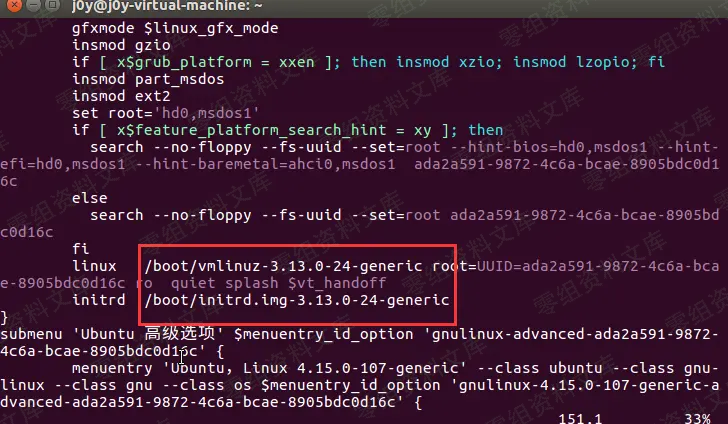 j0y@j0y-virtual-machine: ~
gfxmode $linux_gfx_mode
insmod gzio
if [ x$grub_platform = xxen ]; then insmod xzio; insmod lzopio; fi
insmod part_msdos
insmod ext2
set root='hd0,msdos1'
if [ x$feature_platform_search_hint = xy ]; then
search --no-floppy --fs-uuid --set=root --hint-bios=hd0,msdos1 --hint-
efi=hd0,msdos1 --hint-baremetal=ahci0,msdos1  ada2a591-9872-4c6a-bcae-8905bdc0d1
6c
else
search --no-floppy --fs-uuid --set=root ada2a591-9872-4c6a-bcae-8905bd
c0d16c
fi
linux   /boot/vmlinuz-3.13.0-24-generic root=UUID=ada2a591-9872-4c6a-bca
e-8905bdc0d16c ro  quiet splash $vt_handoff
initrd  /boot/initrd.img-3.13.0-24-generic
}
submenu 'Ubuntu 高级选项' $menuentry_id_option 'gnulinux-advanced-ada2a591-9872-
4c6a-bcae-8905bdc0d16c' {
menuentry 'Ubuntu, Linux 4.15.0-107-generic' --class ubuntu --class gnu-
linux --class gnu --class os $menuentry_id_option 'gnulinux-4.15.0-107-generic-a
dvanced-ada2a591-9872-4c6a-bcae-8905bdc0d16c' {
151,1 33%
零组资料文库